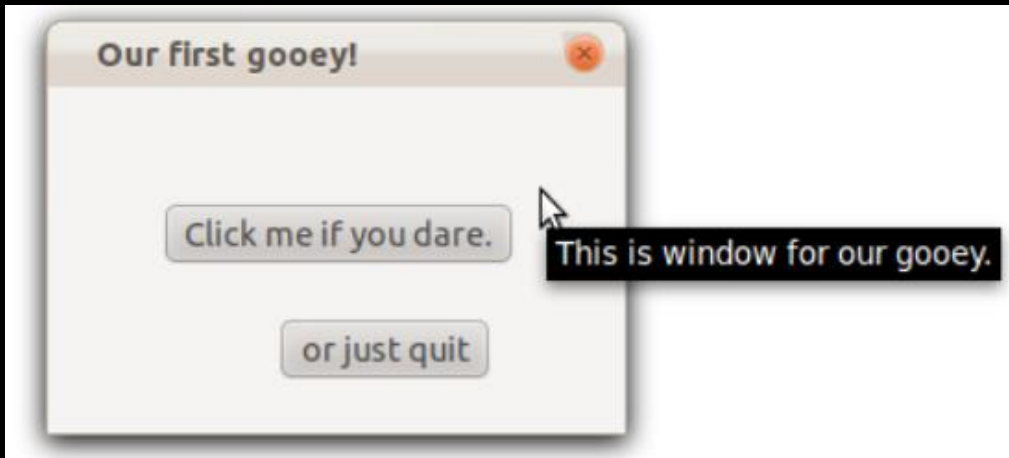 Our first gooey!
Click me if you dare.
This is window for our gooey.
or just quit